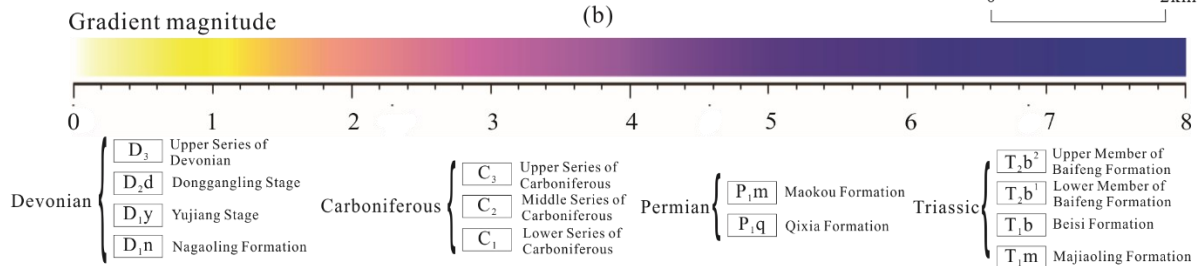 0 2km
(b)
Gradient magnitude
0 1 2 3 4 5 6 7 8
Devonian
D₃ Upper Series of
Devonian
D₂d Donggangling Stage
D₁y Yujiang Stage
D₁n Nagaoling Formation
Carboniferous
C₃ Upper Series of
Carboniferous
C₂ Middle Series of
Carboniferous
C₁ Lower Series of
Carboniferous
Permian
P₁m Maokou Formation
P₁q Qixia Formation
Triassic
T₂b² Upper Member of
Baifeng Formation
T₂b¹ Lower Member of
Baifeng Formation
T₁b Beisi Formation
T₁m Majiaoling Formation